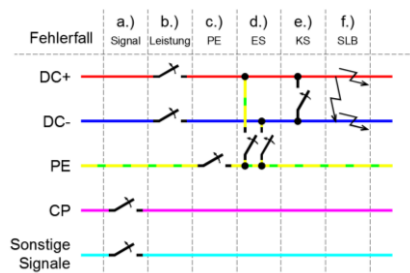 a.) b.) c.) d.) e.) f.)
Fehlerfall Signal Leistung PE ES KS SLB
DC+
DC-
PE
CP
Sonstige
Signale